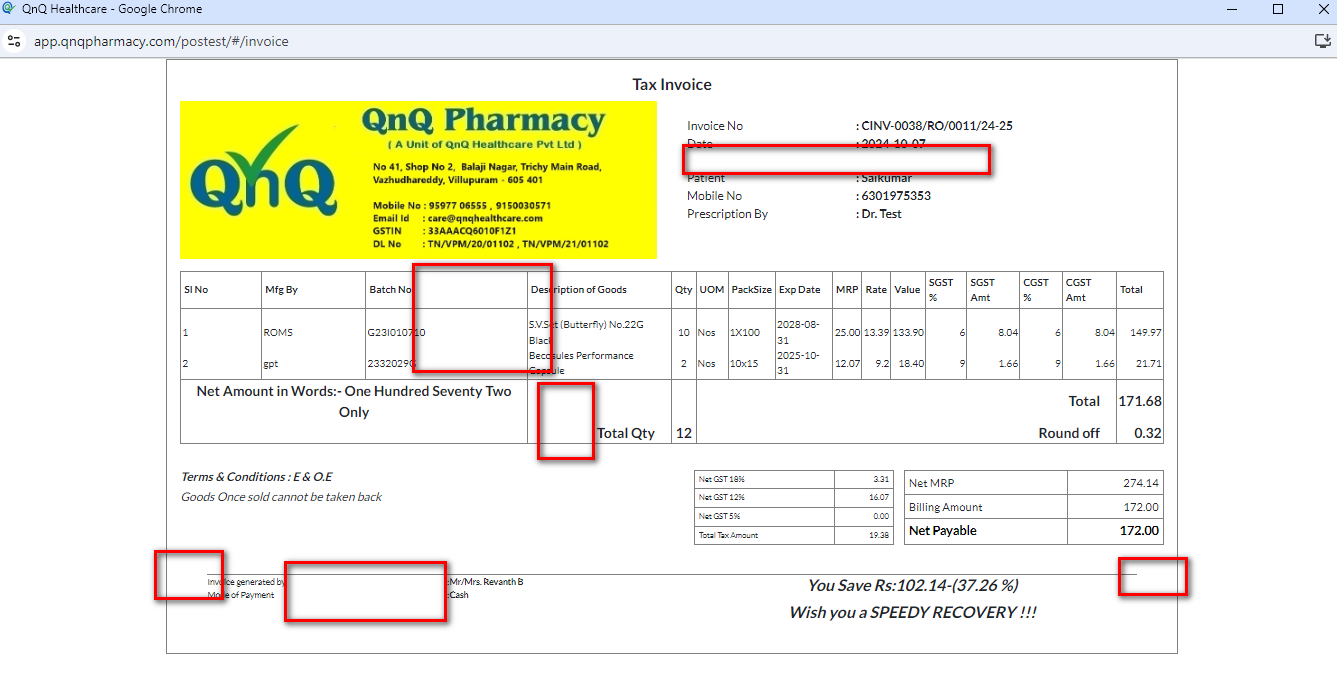 QnQ Healthcare - Google Chrome
app.qnqpharmacy.com/postest/#/invoice
Tax Invoice
QnQ
QnQ Pharmacy
( A Unit of QnQ Healthcare Pvt Ltd )
No 41, Shop No 2, Balaji Nagar, Trichy Main Road,
Vazhudhareddy, Villupuram - 605 401
Mobile No : 95977 06555 , 9150030571
Email Id : care@qnqhealthcare.com
GSTIN : 33AAACQ6010F1Z1
DL No : TN/VPM/20/01102 , TN/VPM/21/01102
Invoice No : CINV-0038/RO/0011/24-25
Date : 2024-10-07
Patient : Saikumar
Mobile No : 6301975353
Prescription By : Dr. Test
Sl No Mfg By Batch No Description of Goods Qty UOM PackSize Exp Date MRP Rate Value SGST % SGST Amt CGST % CGST Amt Total
1 ROMS G23I010710 S.V.Set (Butterfly) No.22G Black 10 Nos 1X100 2028-08-31 25.00 13.39 133.90 6 8.04 6 8.04 149.97
2 gpt 2332029G Becosules Performance Capsule 2 Nos 10x15 2025-10-31 12.07 9.2 18.40 9 1.66 9 1.66 21.71
Net Amount in Words:- One Hundred Seventy Two
Only
Total 171.68
Total Qty 12 Round off 0.32
Terms & Conditions : E & O.E
Goods Once sold cannot be taken back
Net GST 18% 3.31
Net GST 12% 16.07
Net GST 5% 0.00
Total Tax Amount 19.38
Net MRP 274.14
Billing Amount 172.00
Net Payable 172.00
Invoice generated by :Mr/Mrs. Revanth B
Mode of Payment :Cash
You Save Rs:102.14-(37.26 %)
Wish you a SPEEDY RECOVERY !!!